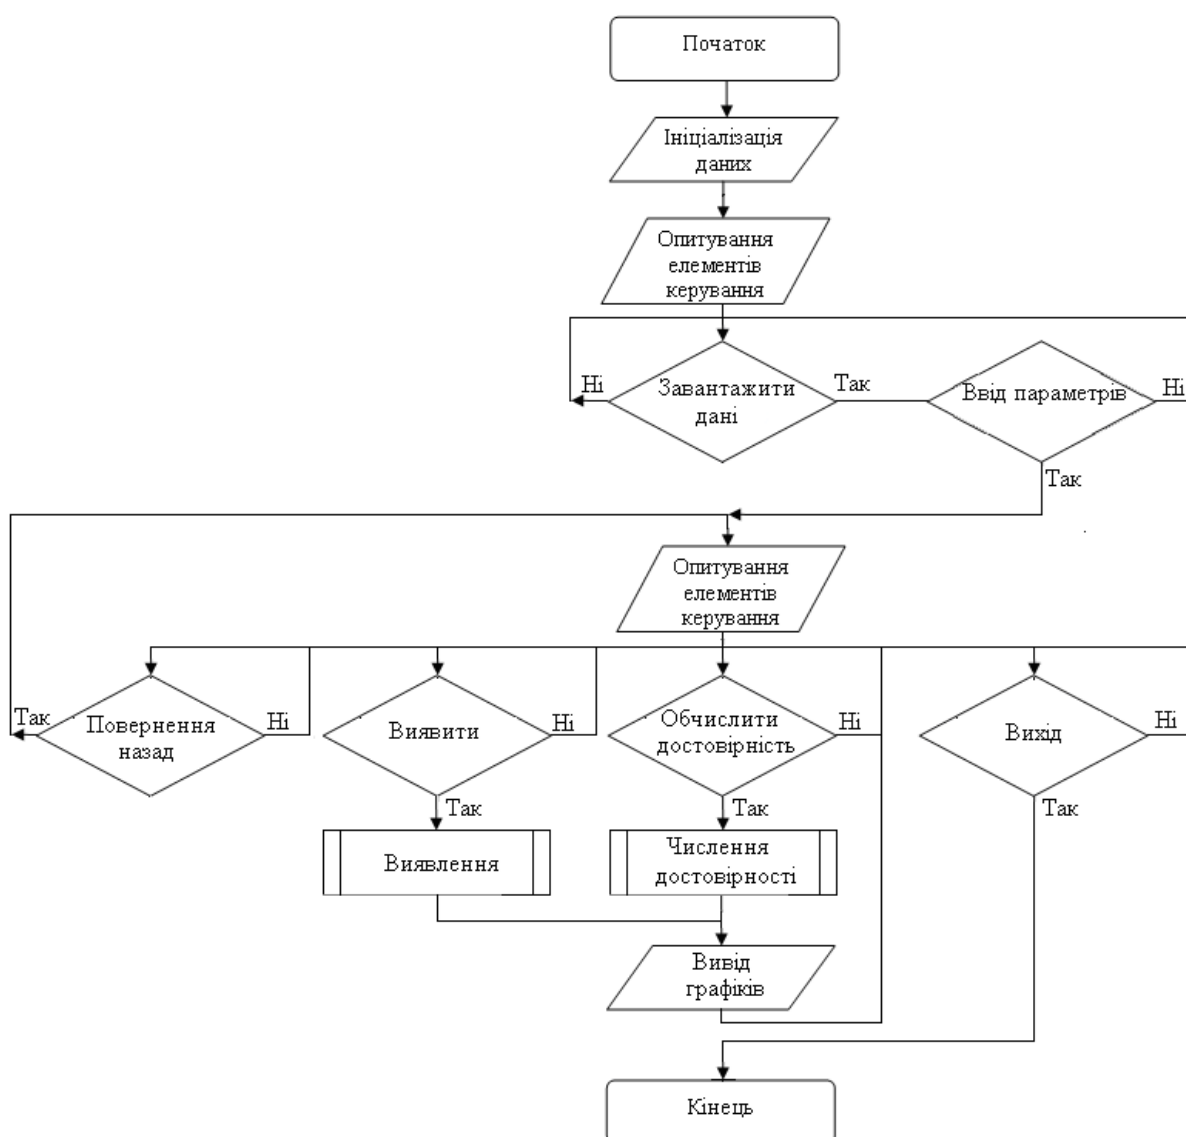 Початок
Ініціалізація
даних
Опитування
елементів
керування
Ні
Завантажити
дані
Так
Ввід параметрів
Ні
Так
Опитування
елементів
керування
Так
Повернення
назад
Ні
Виявити
Ні
Обчислити
достовірність
Ні
Вихід
Ні
Так
Так
Так
Виявлення
Числення
достовірності
Вивід
графіків
Кінець